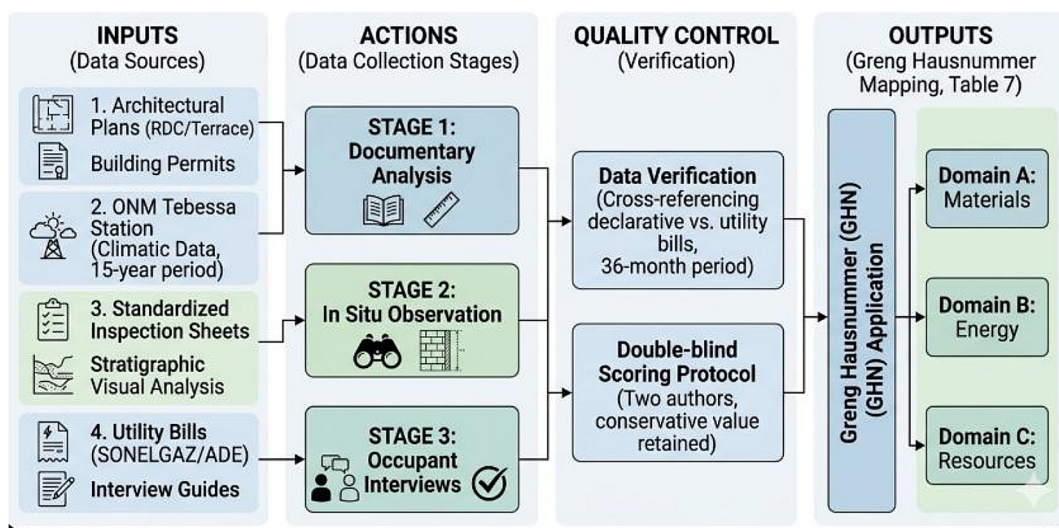 INPUTS
(Data Sources)
1. Architectural
Plans (RDC/Terrace)
Building Permits
2. ONM Tebessa
Station
(Climatic Data,
15-year period)
3. Standardized
Inspection Sheets
Stratigraphic
Visual Analysis
4. Utility Bills
(SONELGAZ/ADE)
Interview Guides
ACTIONS
(Data Collection Stages)
STAGE 1:
Documentary
Analysis
STAGE 2:
In Situ Observation
STAGE 3:
Occupant
Interviews
QUALITY CONTROL
(Verification)
Data Verification
(Cross-referencing
declarative vs. utility
bills,
36-month period)
Double-blind
Scoring Protocol
(Two authors,
conservative value
retained)
OUTPUTS
(Greng Hausnummer
Mapping, Table 7)
Greng Hausnummer (GHN)
(GHN) Application
Domain A:
Materials
Domain B:
Energy
Domain C:
Resources